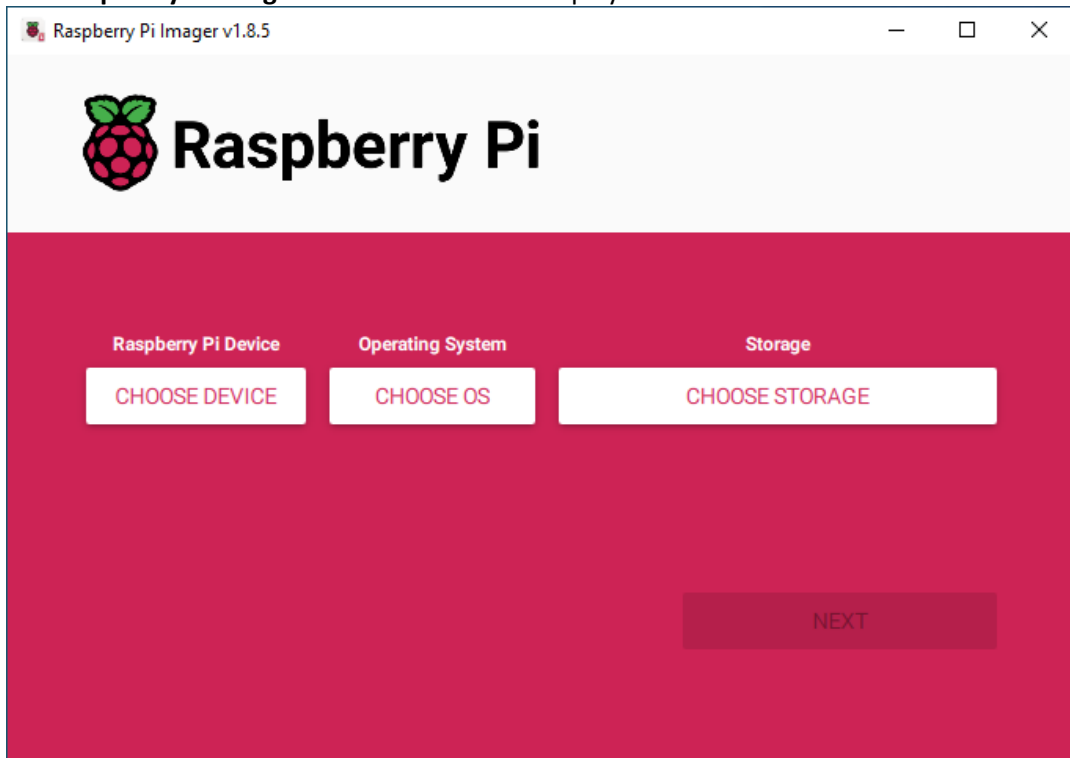 Raspberry Pi Imager v1.8.5
Raspberry Pi
Raspberry Pi Device Operating System Storage
CHOOSE DEVICE CHOOSE OS CHOOSE STORAGE
NEXT